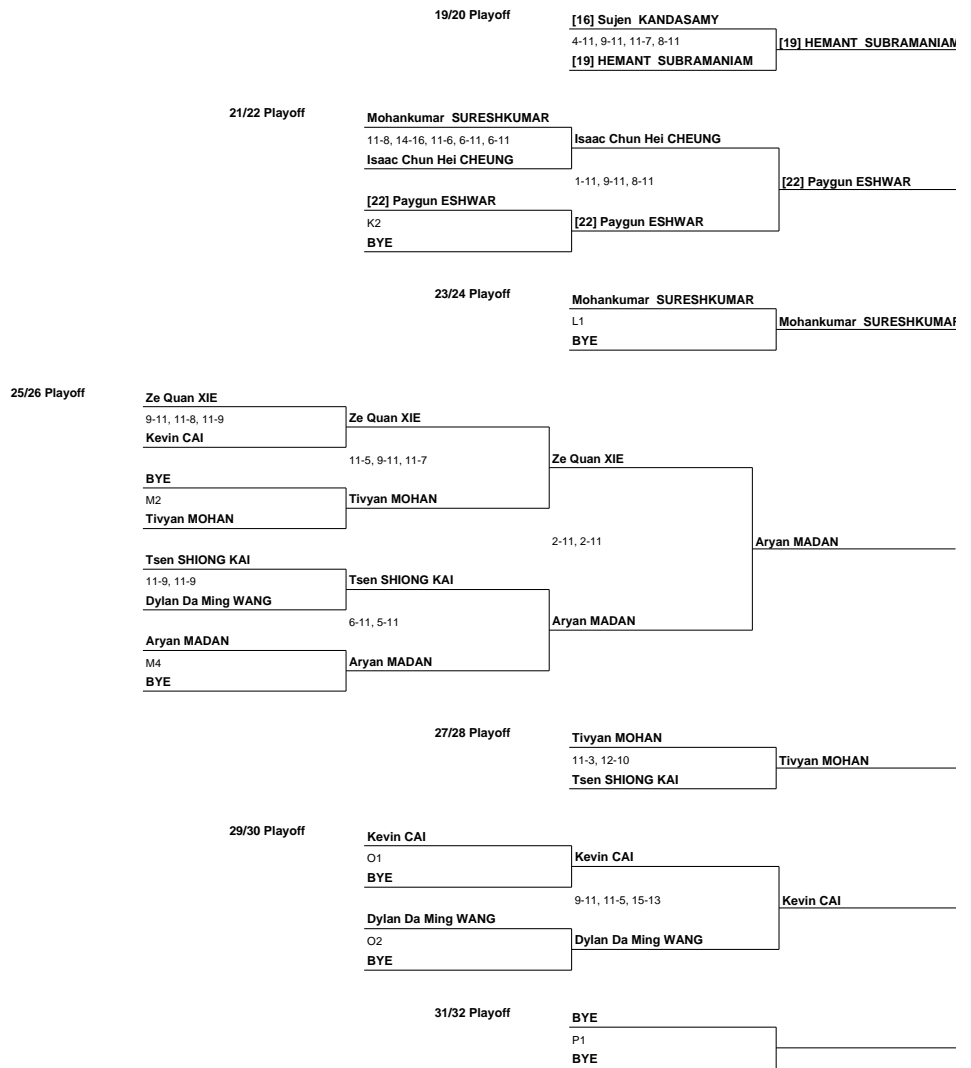 19/20 Playoff
[16] Sujen KANDASAMY
4-11, 9-11, 11-7, 8-11
[19] HEMANT SUBRAMANIAM
[19] HEMANT SUBRAMANIAM
21/22 Playoff
Mohankumar SURESHKUMAR
11-8, 14-16, 11-6, 6-11, 6-11
Isaac Chun Hei CHEUNG
Isaac Chun Hei CHEUNG
1-11, 9-11, 8-11
[22] Paygun ESHWAR
[22] Paygun ESHWAR
K2
[22] Paygun ESHWAR
BYE
23/24 Playoff
Mohankumar SURESHKUMAR
L1
Mohankumar SURESHKUMAR
BYE
25/26 Playoff
Ze Quan XIE
9-11, 11-8, 11-9
Ze Quan XIE
Kevin CAI
11-5, 9-11, 11-7
Ze Quan XIE
BYE
M2
Tivyan MOHAN
Tivyan MOHAN
2-11, 2-11
Aryan MADAN
Tsen SHIONG KAI
11-9, 11-9
Tsen SHIONG KAI
Dylan Da Ming WANG
6-11, 5-11
Aryan MADAN
Aryan MADAN
M4
Aryan MADAN
BYE
27/28 Playoff
Tivyan MOHAN
11-3, 12-10
Tivyan MOHAN
Tsen SHIONG KAI
29/30 Playoff
Kevin CAI
O1
Kevin CAI
BYE
9-11, 11-5, 15-13
Kevin CAI
Dylan Da Ming WANG
O2
Dylan Da Ming WANG
BYE
31/32 Playoff
BYE
P1
BYE